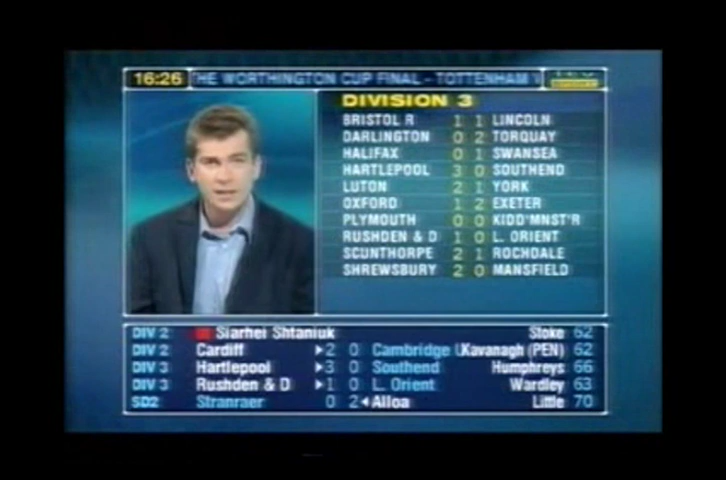 16:26 THE WORTHINGTON CUP FINAL - TOTTENHAM V
DIVISION 3
BRISTOL R 1 1 LINCOLN
DARLINGTON 0 2 TORQUAY
HALIFAX 0 1 SWANSEA
HARTLEPOOL 3 0 SOUTHEND
LUTON 2 1 YORK
OXFORD 1 2 EXETER
PLYMOUTH 0 0 KIDD'MNST'R
RUSHDEN & D 1 0 L. ORIENT
SCUNTHORPE 2 1 ROCHDALE
SHREWSBURY 2 0 MANSFIELD
DIV 2 Siarhei Shtaniuk Stoke 62
DIV 2 Cardiff 2 0 Cambridge U Kavanagh (PEN) 62
DIV 3 Hartlepool 3 0 Southend Humphreys 66
DIV 3 Rushden & D 1 0 L. Orient Wardley 63
SD2 Stranraer 0 2 Alloa Little 70